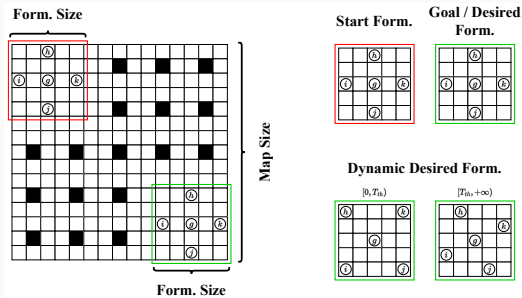 Form. Size
h
i g k
j
h
i g k
j
Form. Size
Map Size
Start Form.
h
i g k
j
Goal / Desired
Form.
h
i g k
j
Dynamic Desired Form.
[0, T_th)
h k
g
i j
[T_th, +∞)
h
k
g
i
j